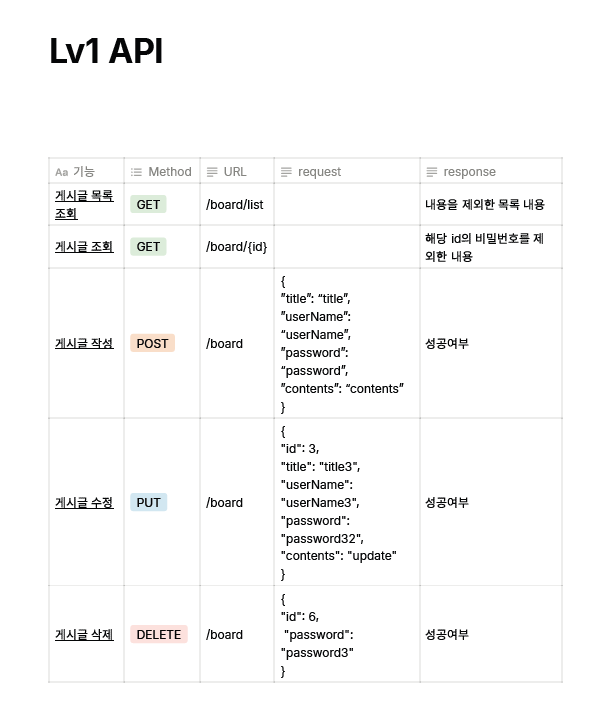 Lv1 API
Aa 기능 Method URL request response
게시글 목록
조회
GET
/board/list
내용을 제외한 목록 내용
게시글 조회
GET
/board/{id}
해당 id의 비밀번호를 제
외한 내용
게시글 작성
POST
/board
{
”title”: “title”,
”userName”:
“userName”,
”password”:
“password”,
”contents”: “contents”
}
성공여부
게시글 수정
PUT
/board
{
"id": 3,
"title": "title3",
"userName":
"userName3",
"password":
"password32",
"contents": "update"
}
성공여부
게시글 삭제
DELETE
/board
{
"id": 6,
"password":
"password3"
}
성공여부